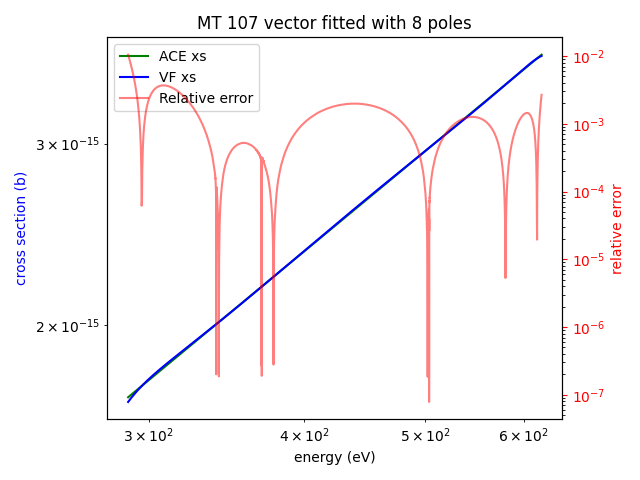 MT 107 vector fitted with 8 poles
ACE xs
VF xs
Relative error
3 × 10⁻¹⁵
2 × 10⁻¹⁵
cross section (b)
10⁻²
10⁻³
10⁻⁴
10⁻⁵
10⁻⁶
10⁻⁷
relative error
3 × 10² 4 × 10² 5 × 10² 6 × 10²
energy (eV)